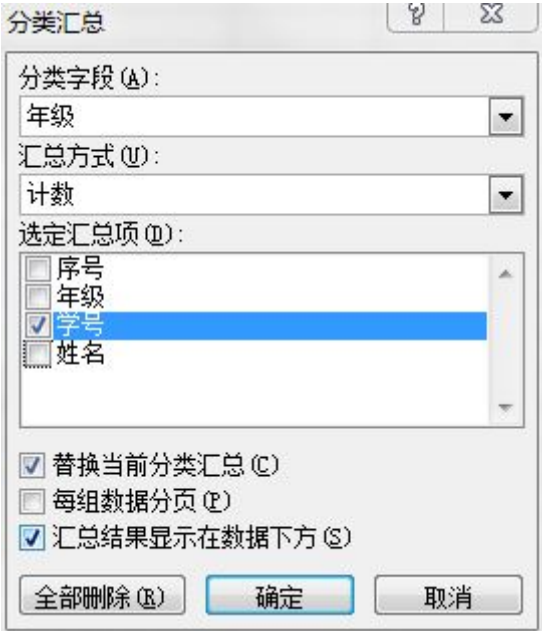 分类汇总
分类字段(A):
年级
汇总方式(U):
计数
选定汇总项(D):
序号
年级
学号
姓名
替换当前分类汇总(C)
每组数据分页(P)
汇总结果显示在数据下方(S)
全部删除(R) 确定 取消